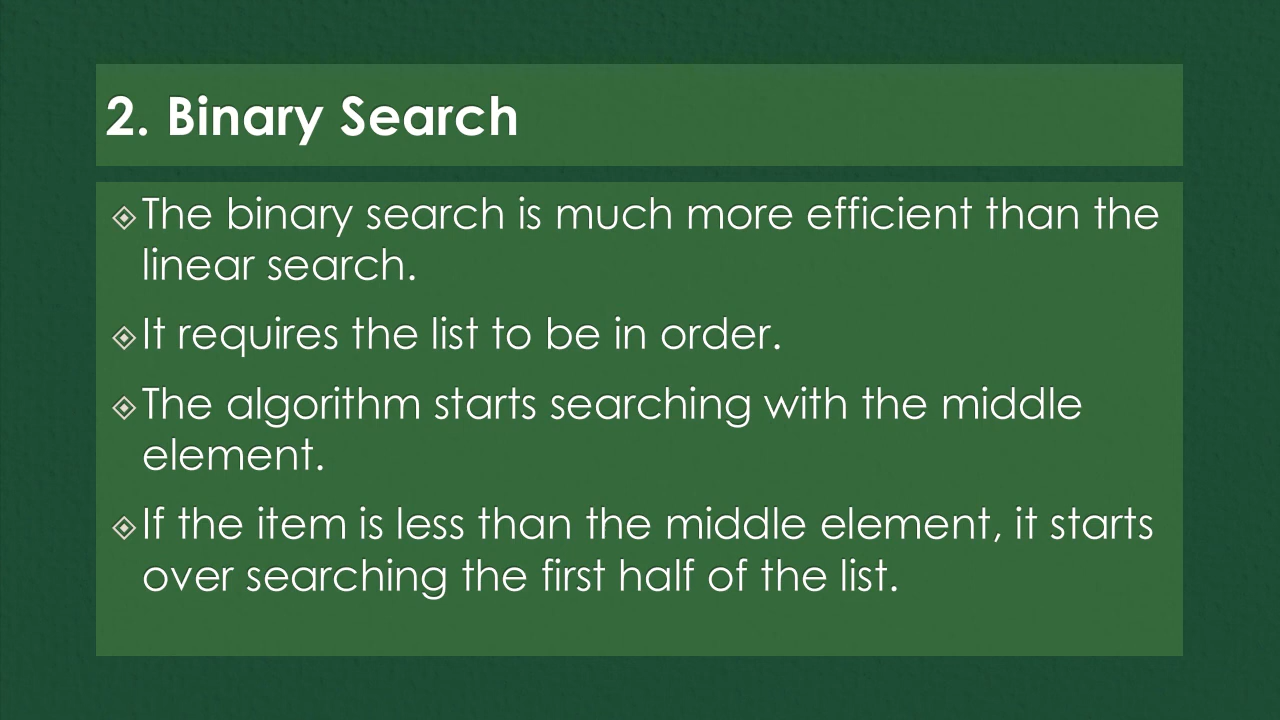 2. Binary Search
The binary search is much more efficient than the
linear search.
It requires the list to be in order.
The algorithm starts searching with the middle
element.
If the item is less than the middle element, it starts
over searching the first half of the list.